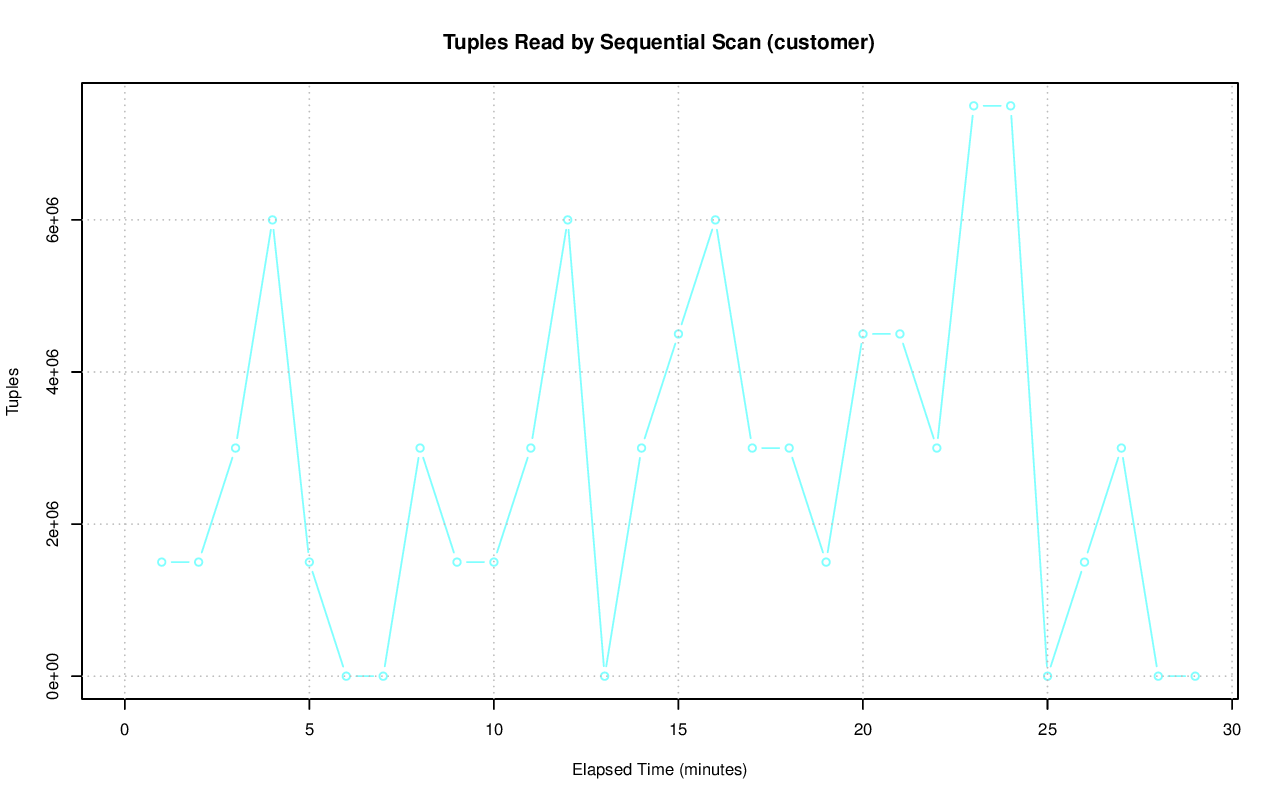 Tuples Read by Sequential Scan (customer)
6e+06
4e+06
2e+06
0e+00
Tuples
0 5 10 15 20 25 30
Elapsed Time (minutes)